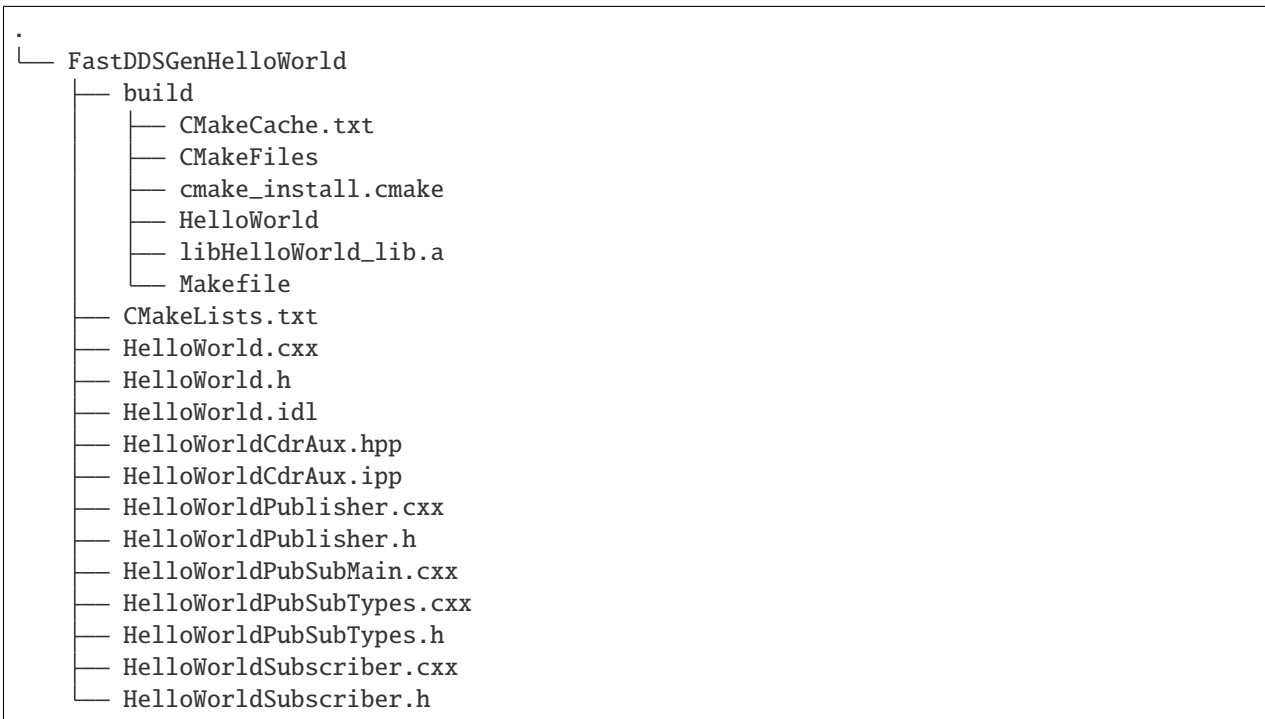 .
└── FastDDSGenHelloWorld
    ├── build
    │   ├── CMakeCache.txt
    │   ├── CMakeFiles
    │   ├── cmake_install.cmake
    │   ├── HelloWorld
    │   ├── libHelloWorld_lib.a
    │   └── Makefile
    ├── CMakeLists.txt
    ├── HelloWorld.cxx
    ├── HelloWorld.h
    ├── HelloWorld.idl
    ├── HelloWorldCdrAux.hpp
    ├── HelloWorldCdrAux.ipp
    ├── HelloWorldPublisher.cxx
    ├── HelloWorldPublisher.h
    ├── HelloWorldPubSubMain.cxx
    ├── HelloWorldPubSubTypes.cxx
    ├── HelloWorldPubSubTypes.h
    ├── HelloWorldSubscriber.cxx
    └── HelloWorldSubscriber.h